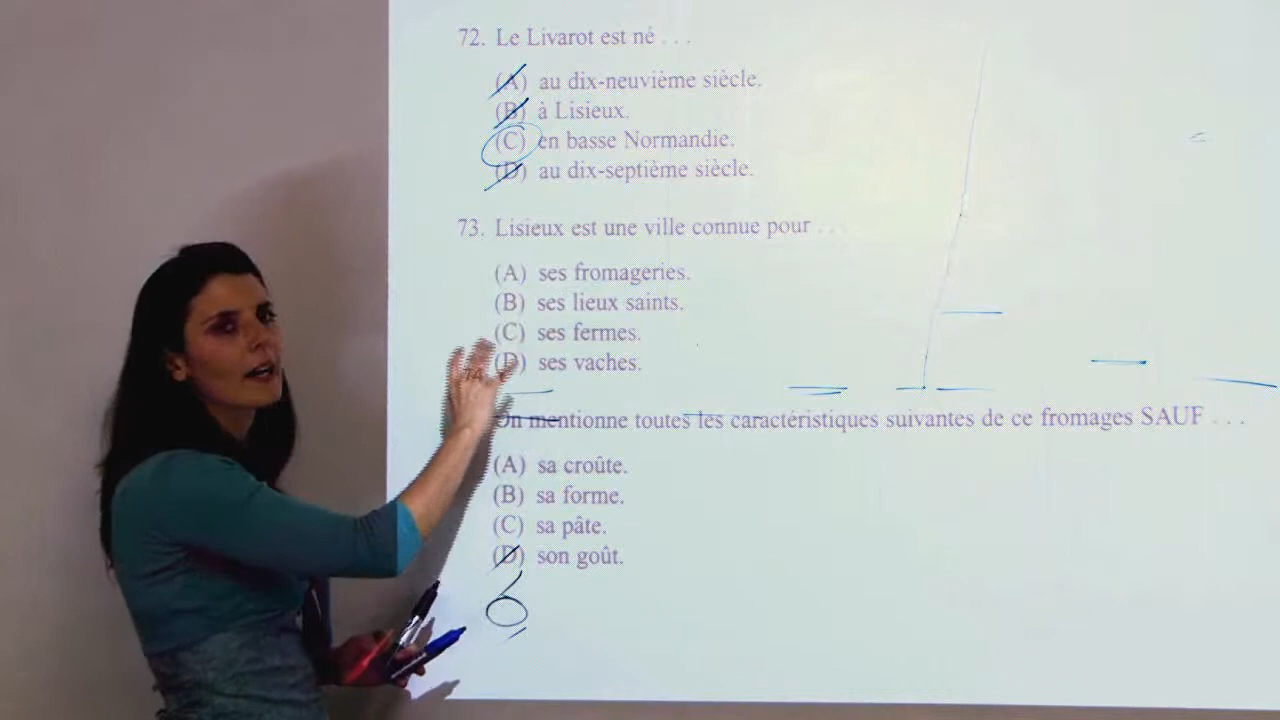 72. Le Livarot est né . . .
(A) au dix-neuvième siècle.
(B) à Lisieux.
(C) en basse Normandie.
(D) au dix-septième siècle.
73. Lisieux est une ville connue pour . . .
(A) ses fromageries.
(B) ses lieux saints.
(C) ses fermes.
(D) ses vaches.
On mentionne toutes les caractéristiques suivantes de ce fromages SAUF . . .
(A) sa croûte.
(B) sa forme.
(C) sa pâte.
(D) son goût.